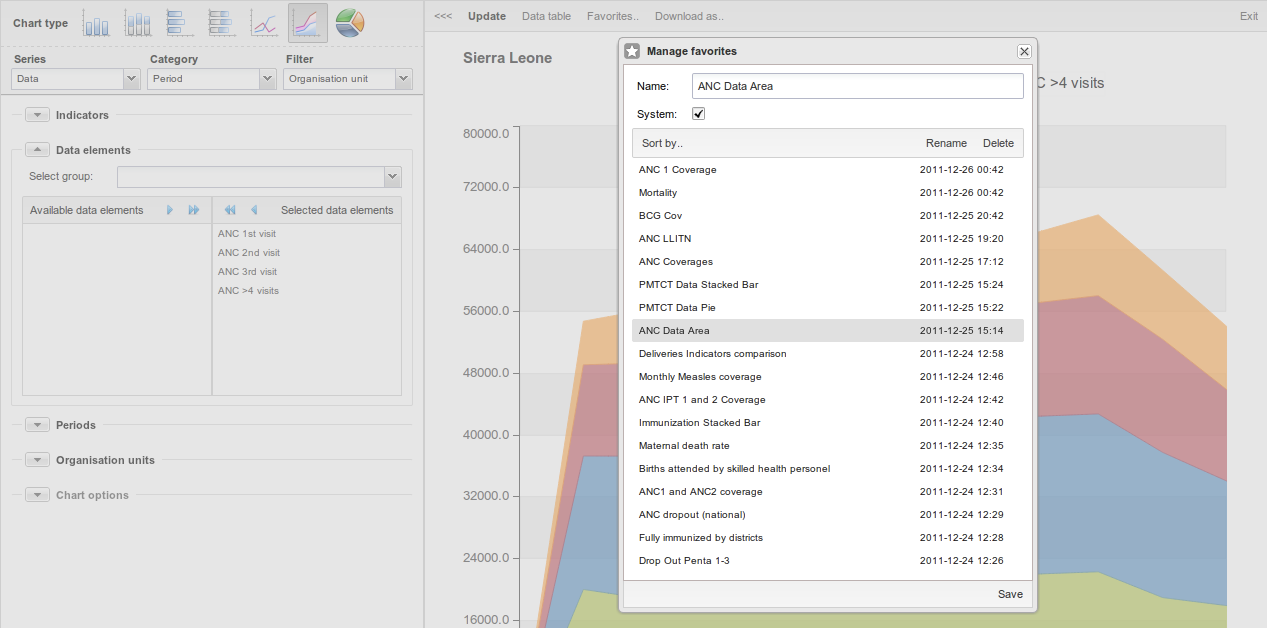 Chart type
<<< Update Data table Favorites.. Download as.. Exit
Series Category Filter
Data Period Organisation unit
Indicators
Data elements
Select group:
Available data elements Selected data elements
ANC 1st visit
ANC 2nd visit
ANC 3rd visit
ANC >4 visits
Periods
Organisation units
Chart options
Sierra Leone
C >4 visits
80000.0
72000.0
64000.0
56000.0
48000.0
40000.0
32000.0
24000.0
16000.0
Manage favorites
Name: ANC Data Area
System:
Sort by.. Rename Delete
ANC 1 Coverage 2011-12-26 00:42
Mortality 2011-12-26 00:42
BCG Cov 2011-12-25 20:42
ANC LLITN 2011-12-25 19:20
ANC Coverages 2011-12-25 17:12
PMTCT Data Stacked Bar 2011-12-25 15:24
PMTCT Data Pie 2011-12-25 15:22
ANC Data Area 2011-12-25 15:14
Deliveries Indicators comparison 2011-12-24 12:58
Monthly Measles coverage 2011-12-24 12:46
ANC IPT 1 and 2 Coverage 2011-12-24 12:42
Immunization Stacked Bar 2011-12-24 12:40
Maternal death rate 2011-12-24 12:35
Births attended by skilled health personel 2011-12-24 12:34
ANC1 and ANC2 coverage 2011-12-24 12:31
ANC dropout (national) 2011-12-24 12:29
Fully immunized by districts 2011-12-24 12:28
Drop Out Penta 1-3 2011-12-24 12:26
Save